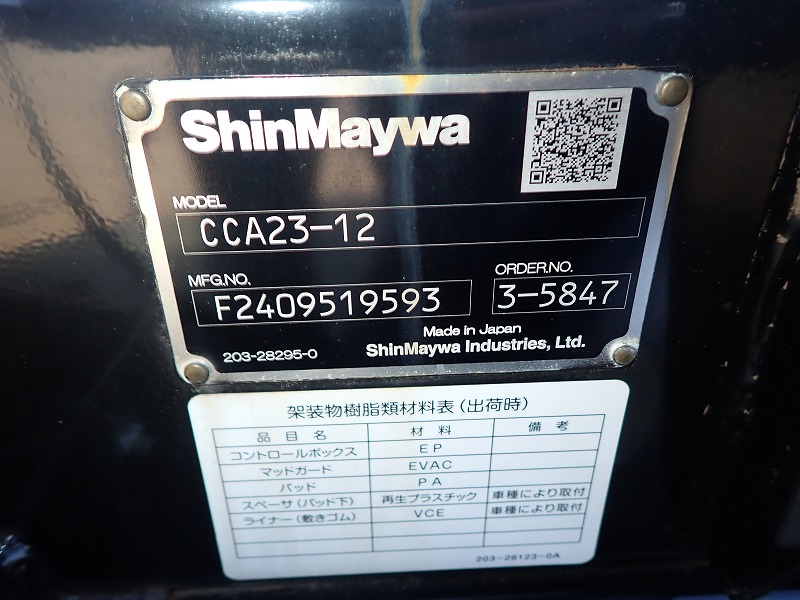 ShinMaywa
MODEL
CCA23-12
MFG.NO. ORDER.NO.
F2409519593 3-5847
Made in Japan
203-28295-0 ShinMaywa Industries, Ltd.
架装物樹脂類材料表（出荷時）
品目名 材料 備考
コントロールボックス EP
マッドガード EVAC
パッド PA
スペーサ（パッド下） 再生プラスチック 車種により取付
ライナー（敷きゴム） VCE 車種により取付
203-26123-0A